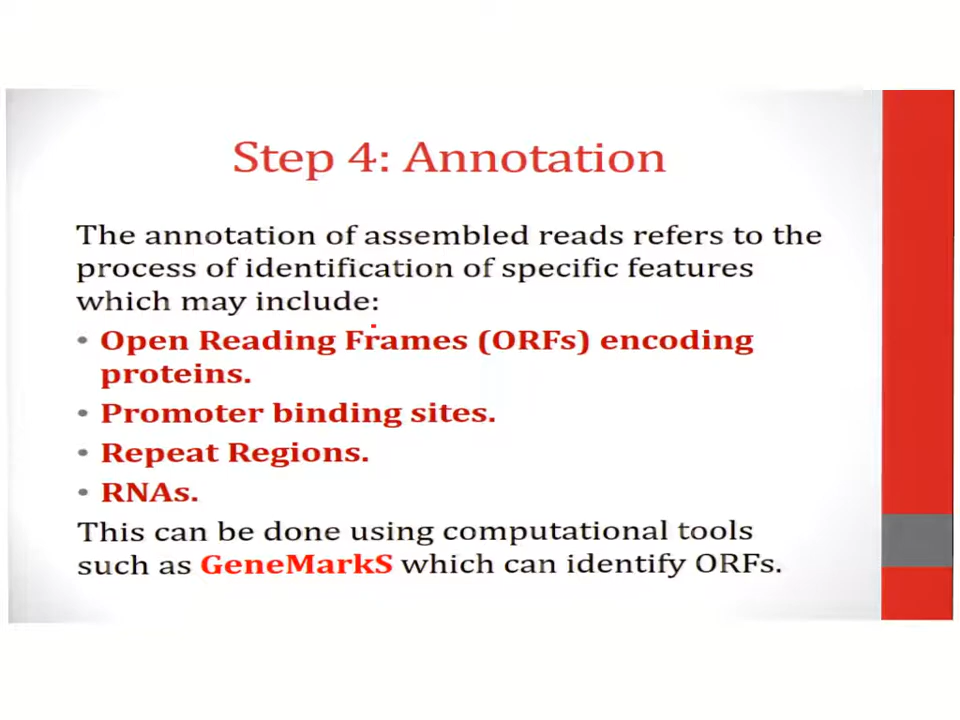 Step 4: Annotation
The annotation of assembled reads refers to the
process of identification of specific features
which may include:
• Open Reading Frames (ORFs) encoding
proteins.
• Promoter binding sites.
• Repeat Regions.
• RNAs.
This can be done using computational tools
such as GeneMarkS which can identify ORFs.